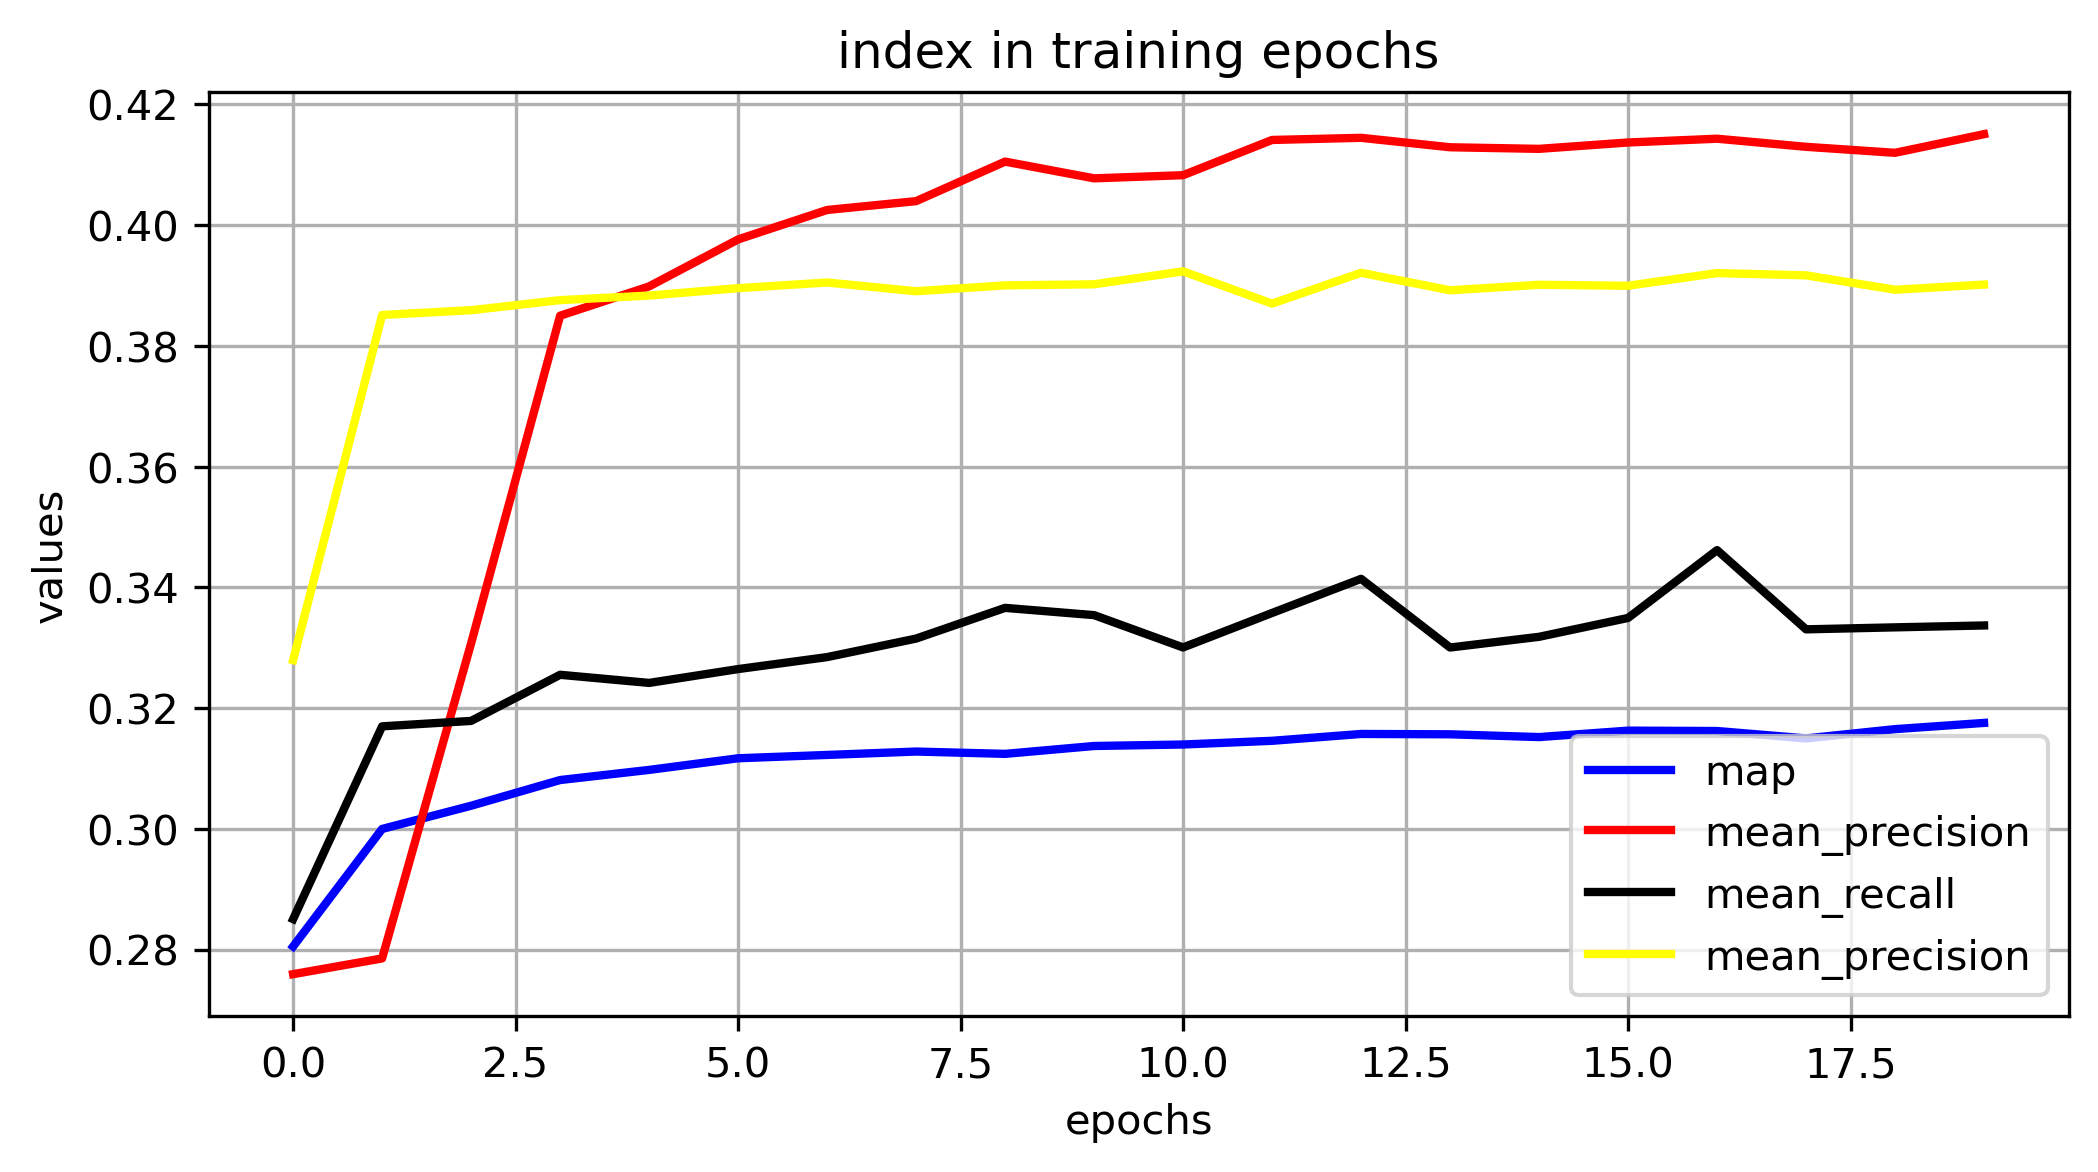 index in training epochs
0.42
0.40
0.38
0.36
0.34
0.32
0.30
0.28
values
map
mean_precision
mean_recall
mean_precision
0.0 2.5 5.0 7.5 10.0 12.5 15.0 17.5
epochs